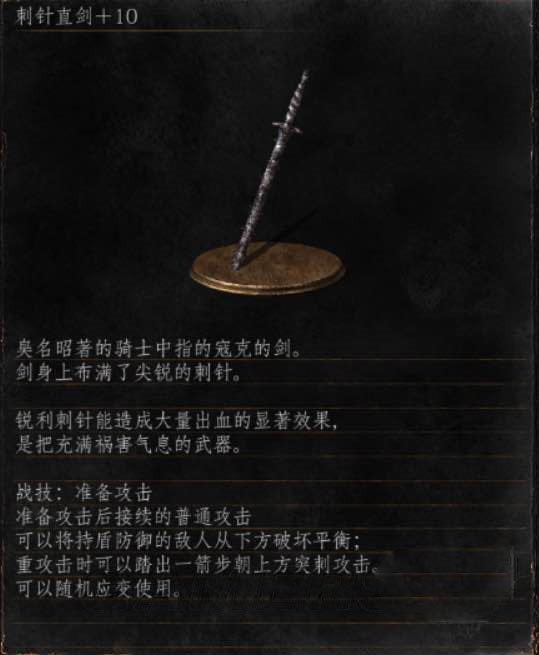 刺针直剑＋10
臭名昭著的骑士中指的寇克的剑。
剑身上布满了尖锐的刺针。
锐利刺针能造成大量出血的显著效果，
是把充满祸害气息的武器。
战技：准备攻击
准备攻击后接续的普通攻击
可以将持盾防御的敌人从下方破坏平衡；
重攻击时可以踏出一箭步朝上方突刺攻击。
可以随机应变使用。